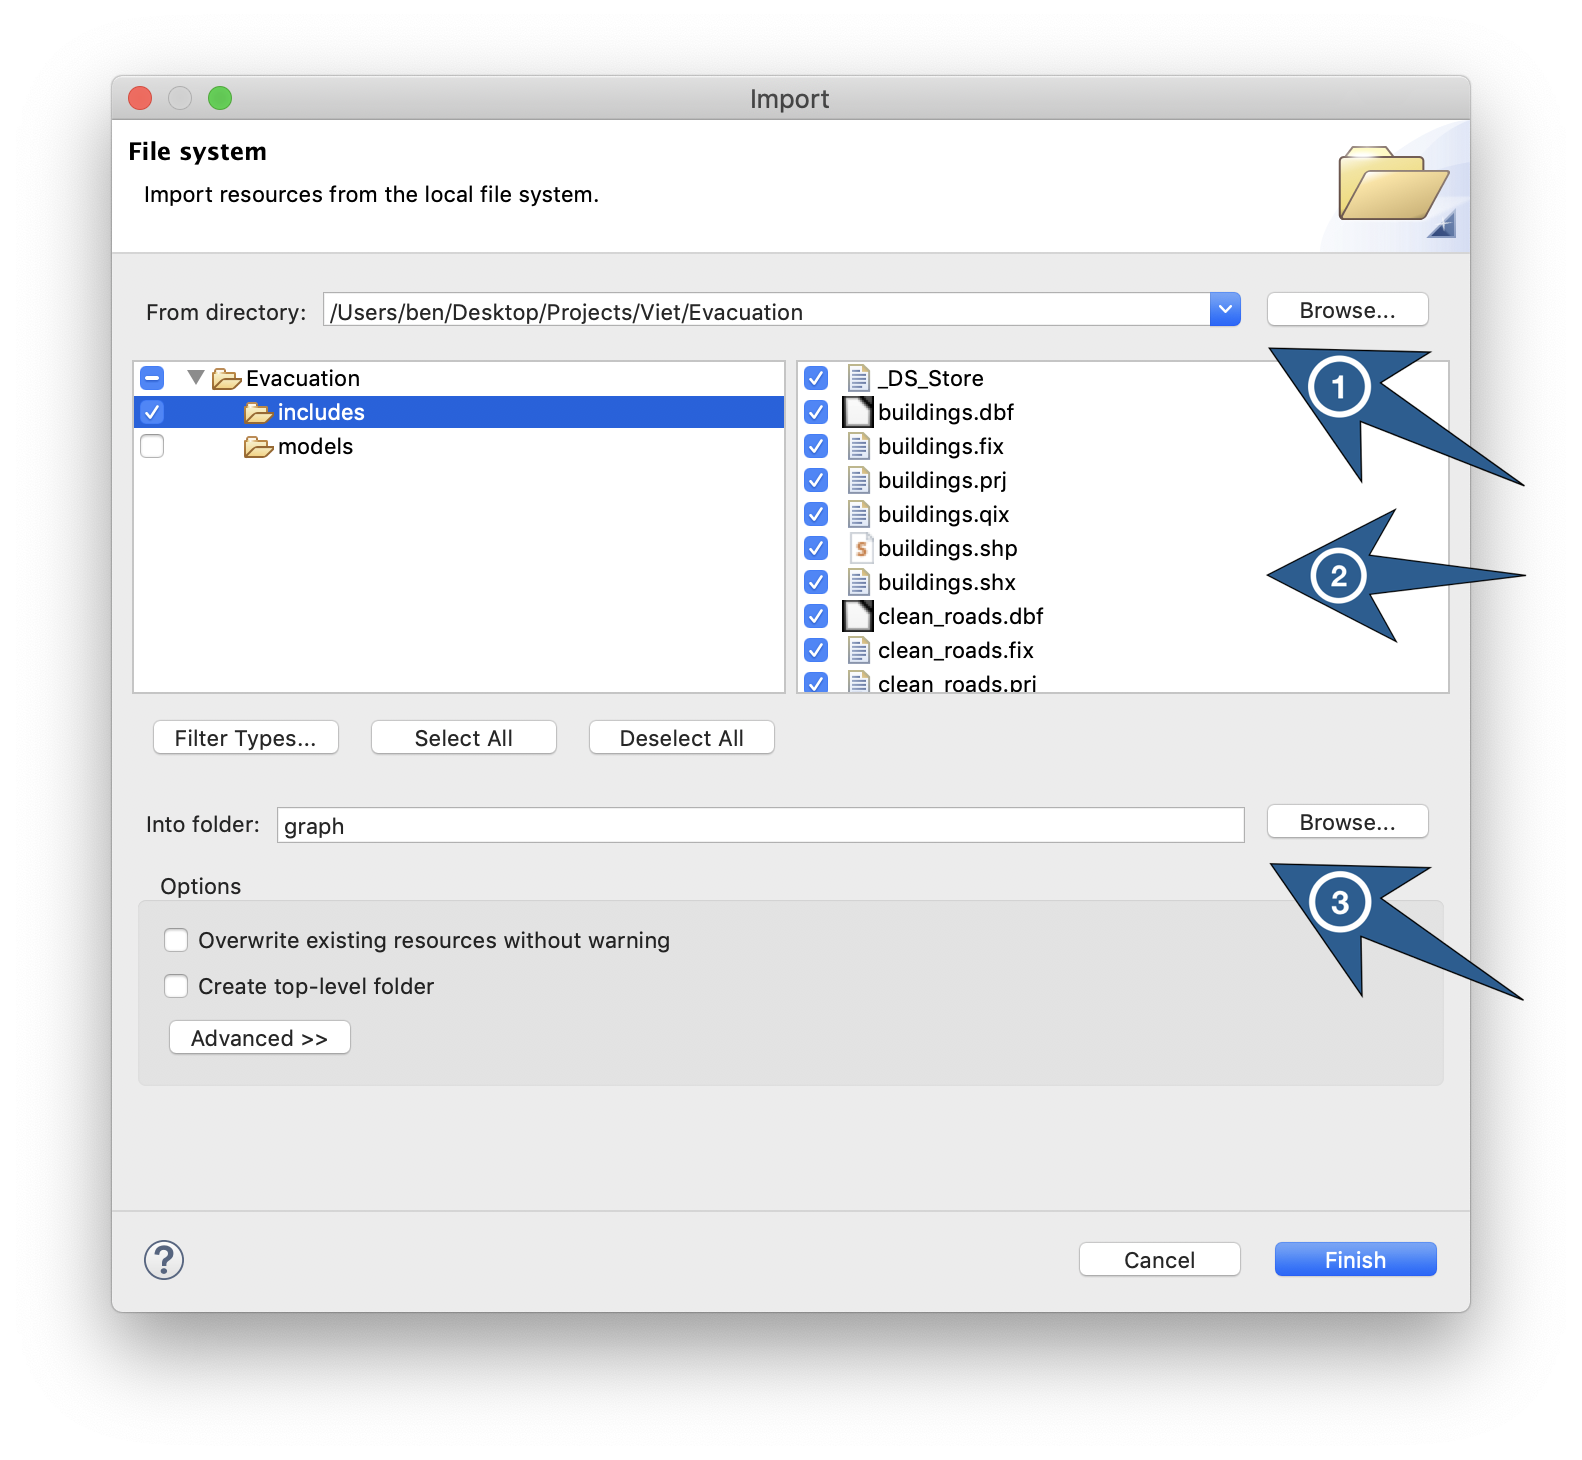 Import
File system
Import resources from the local file system.
From directory: /Users/ben/Desktop/Projects/Viet/Evacuation Browse...
1
Evacuation
includes
models
_DS_Store
buildings.dbf
buildings.fix
buildings.prj
buildings.qix
buildings.shp
buildings.shx
clean_roads.dbf
clean_roads.fix
clean_roads.prj
2
Filter Types... Select All Deselect All
Into folder: graph Browse...
3
Options
Overwrite existing resources without warning
Create top-level folder
Advanced >>
? Cancel Finish